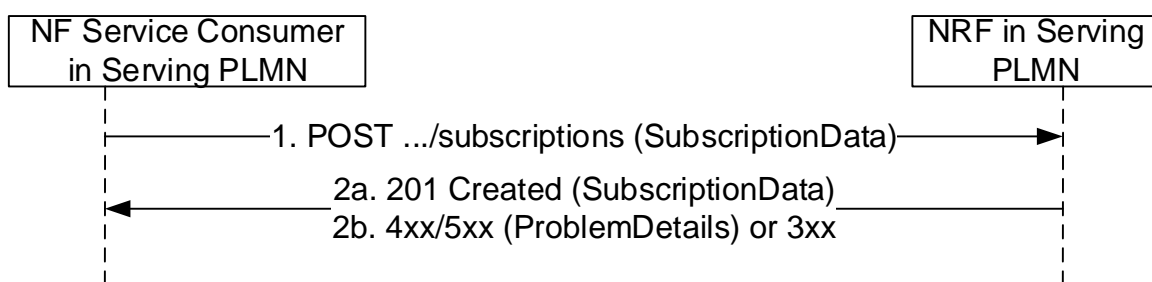 NF Service Consumer
in Serving PLMN
NRF in Serving
PLMN
1. POST .../subscriptions (SubscriptionData)
2a. 201 Created (SubscriptionData)
2b. 4xx/5xx (ProblemDetails) or 3xx